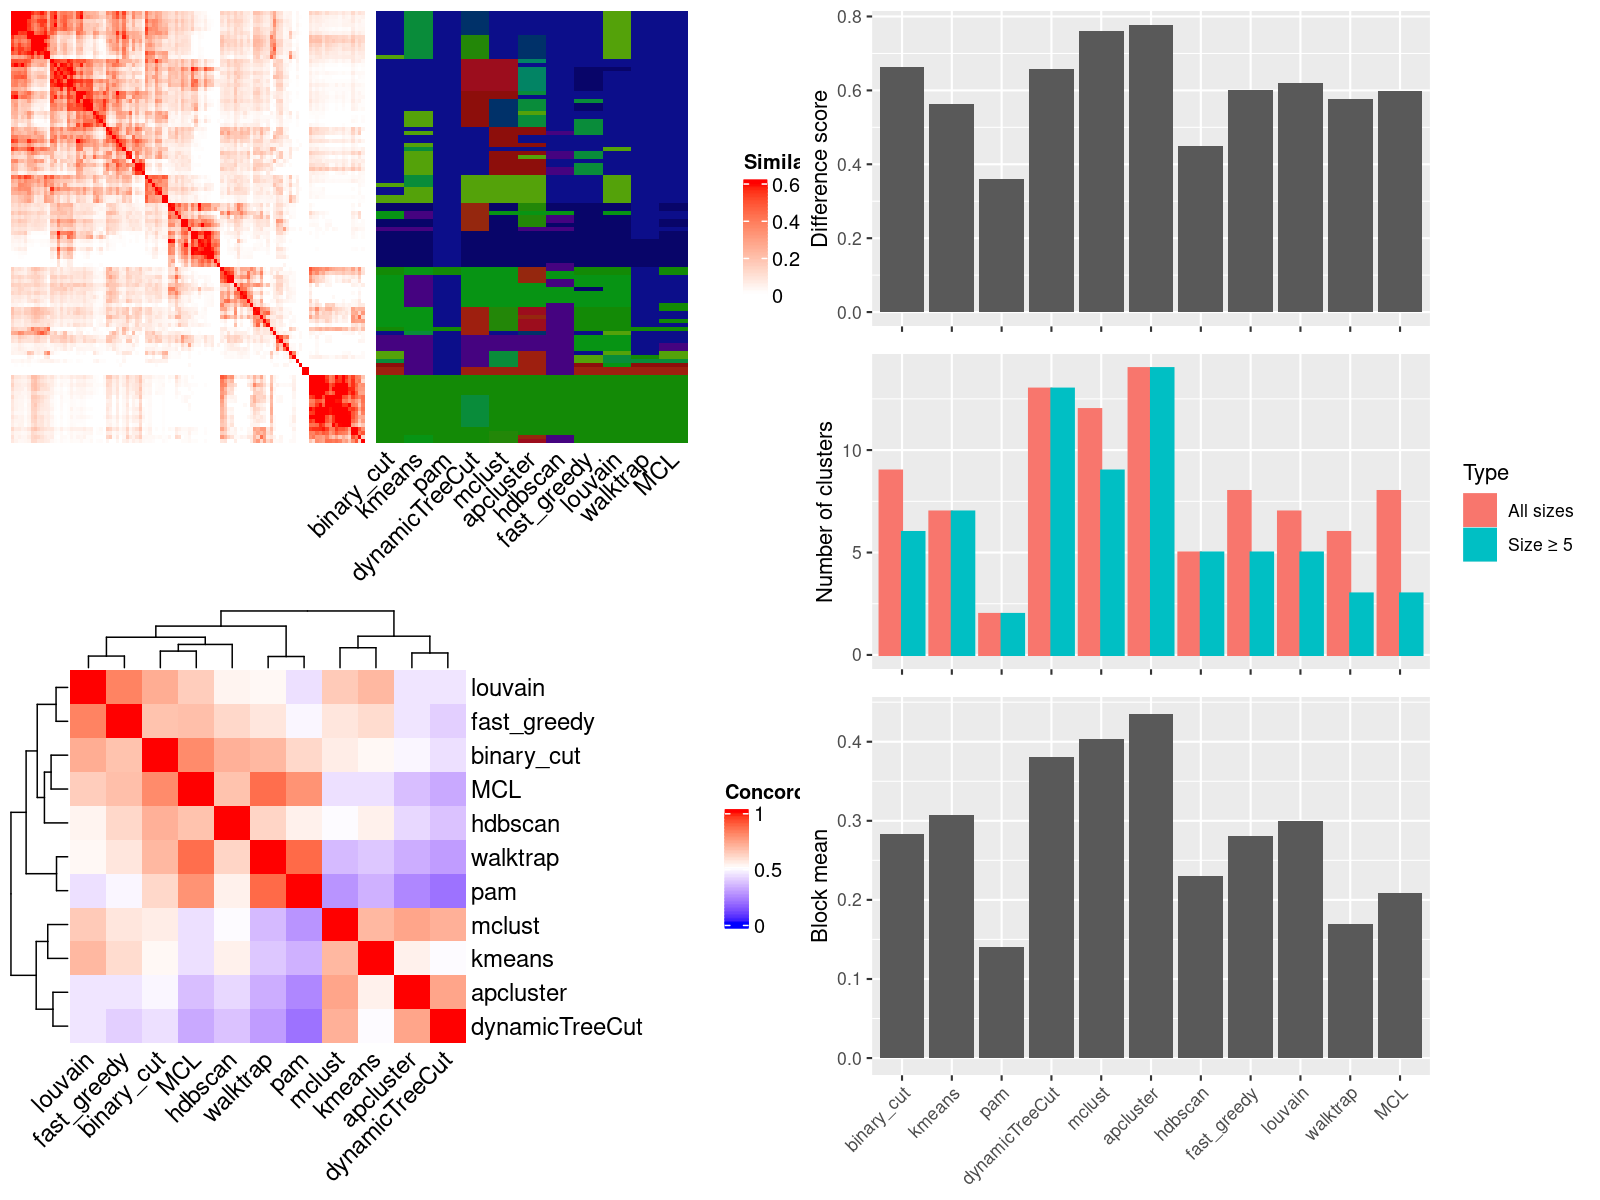 Simila
0.6
0.4
0.2
0
binary_cut
kmeans
pam
dynamicTreeCut
mclust
apcluster
hdbscan
fast_greedy
louvain
walktrap
MCL
louvain
fast_greedy
binary_cut
MCL
hdbscan
walktrap
pam
mclust
kmeans
apcluster
dynamicTreeCut
louvain
fast_greedy
binary_cut
MCL
hdbscan
walktrap
pam
mclust
kmeans
apcluster
dynamicTreeCut
Concord
1
0.5
0
Difference score
0.8
0.6
0.4
0.2
0.0
Number of clusters
10
5
0
Type
All sizes
Size ≥ 5
Block mean
0.4
0.3
0.2
0.1
0.0
binary_cut
kmeans
pam
dynamicTreeCut
mclust
apcluster
hdbscan
fast_greedy
louvain
walktrap
MCL